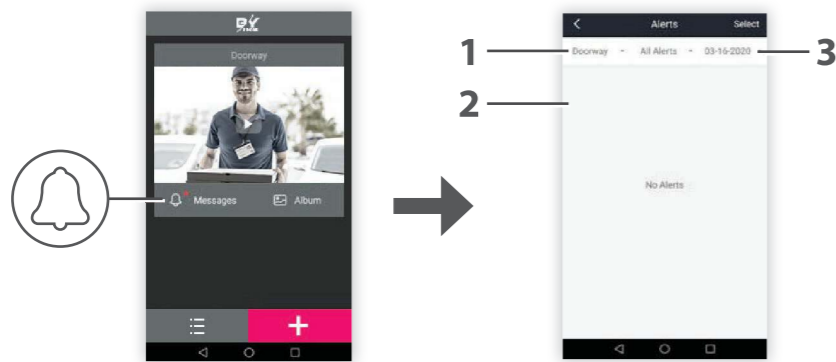 Doorway
Messages
Album
1
2
3
Alerts
Select
Doorway - All Alerts - 03-16-2020
No Alerts